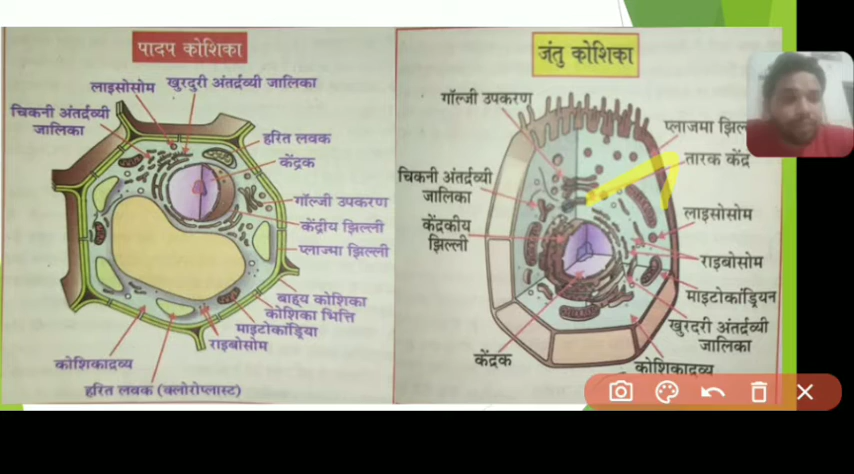 पादप कोशिका
लाइसोसोम
खुरदुरी अंतर्द्रव्यी जालिका
चिकनी अंतर्द्रव्यी
जालिका
हरित लवक
केंद्रक
गॉल्जी उपकरण
केंद्रीय झिल्ली
प्लाज्मा झिल्ली
बाह्य कोशिका
कोशिका भित्ति
माइटोकांड्रिया
राइबोसोम
कोशिकाद्रव्य
हरित लवक (क्लोरोप्लास्ट)
जंतु कोशिका
गॉल्जी उपकरण
प्लाजमा
तारक केंद्र
चिकनी अंतर्द्रव्यी
जालिका
केंद्रकीय
झिल्ली
लाइसोसोम
राइबोसोम
माइटोकांड्रियन
खुरदरी अंतर्द्रव्यी
जालिका
केंद्रक
कोशिकाद्रव्य